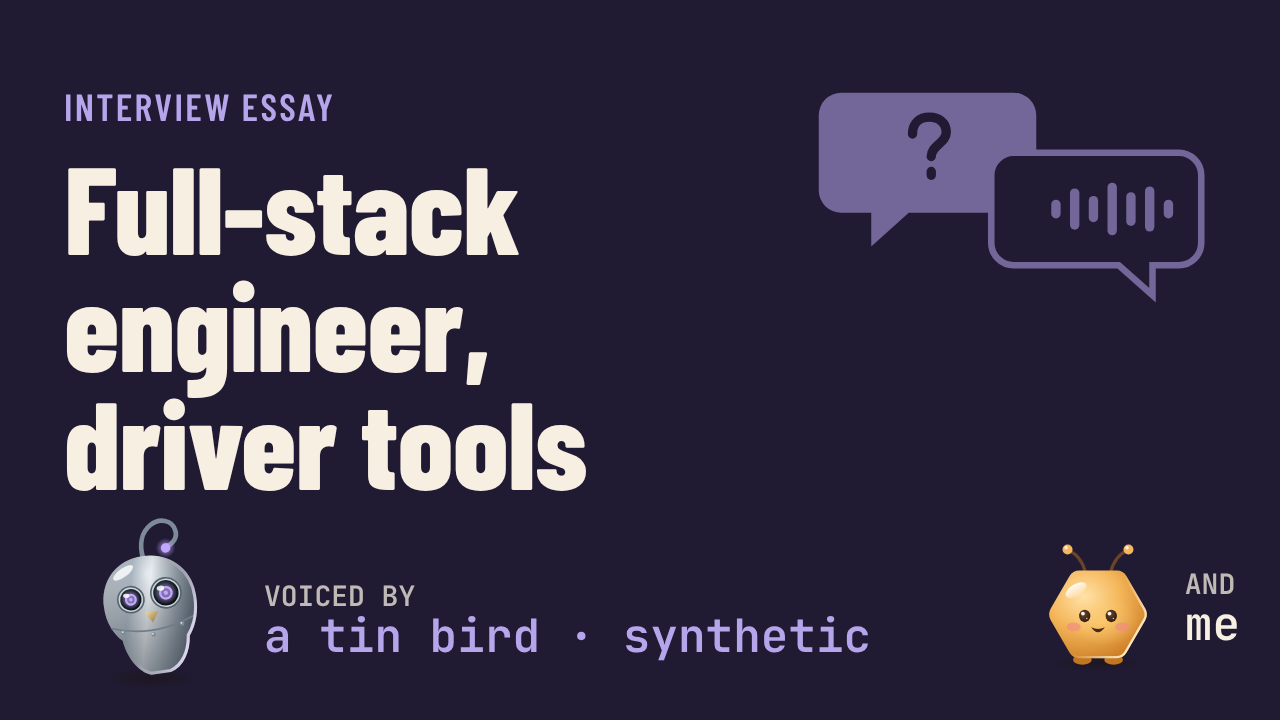 INTERVIEW ESSAY
Full-stack
engineer,
driver tools
VOICED BY
a tin bird · synthetic
AND
me
?